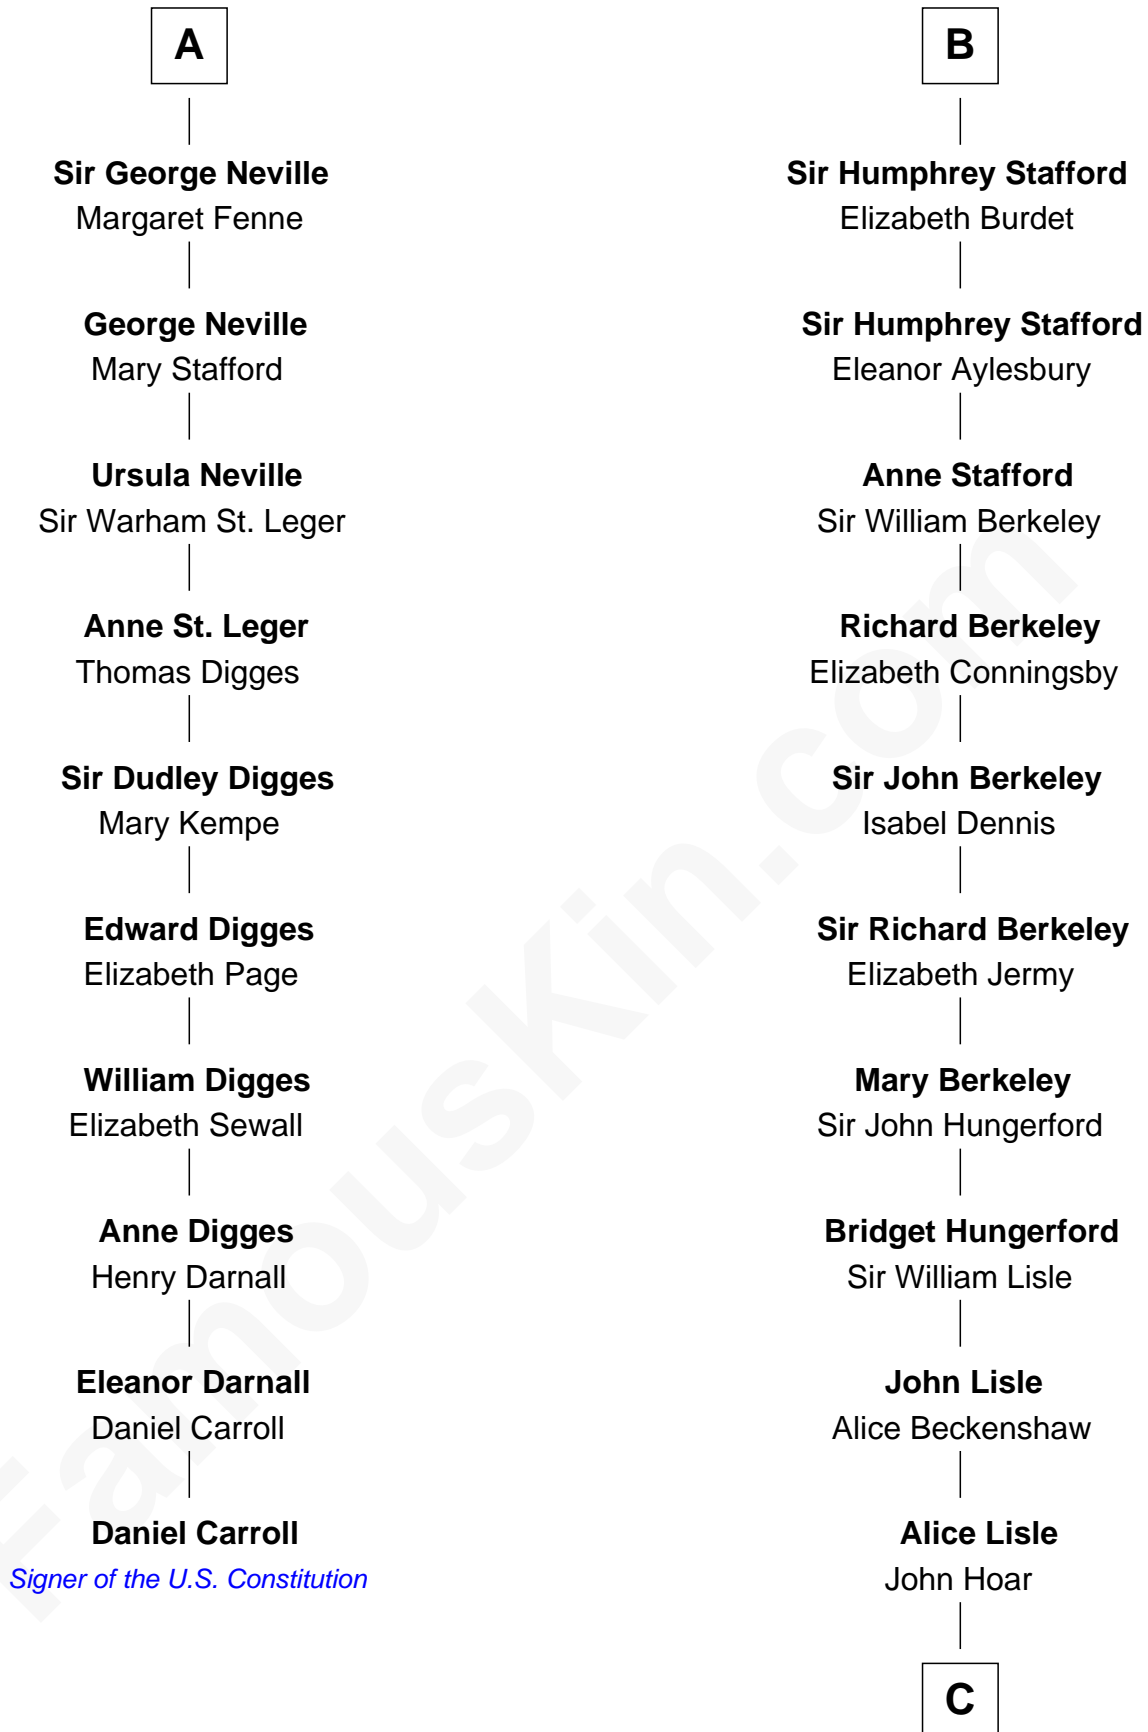 A
Sir George Neville
Margaret Fenne
George Neville
Mary Stafford
Ursula Neville
Sir Warham St. Leger
Anne St. Leger
Thomas Digges
Sir Dudley Digges
Mary Kempe
Edward Digges
Elizabeth Page
William Digges
Elizabeth Sewall
Anne Digges
Henry Darnall
Eleanor Darnall
Daniel Carroll
Daniel Carroll
Signer of the U.S. Constitution
B
Sir Humphrey Stafford
Elizabeth Burdet
Sir Humphrey Stafford
Eleanor Aylesbury
Anne Stafford
Sir William Berkeley
Richard Berkeley
Elizabeth Conningsby
Sir John Berkeley
Isabel Dennis
Sir Richard Berkeley
Elizabeth Jermy
Mary Berkeley
Sir John Hungerford
Bridget Hungerford
Sir William Lisle
John Lisle
Alice Beckenshaw
Alice Lisle
John Hoar
C
FamousKin.com